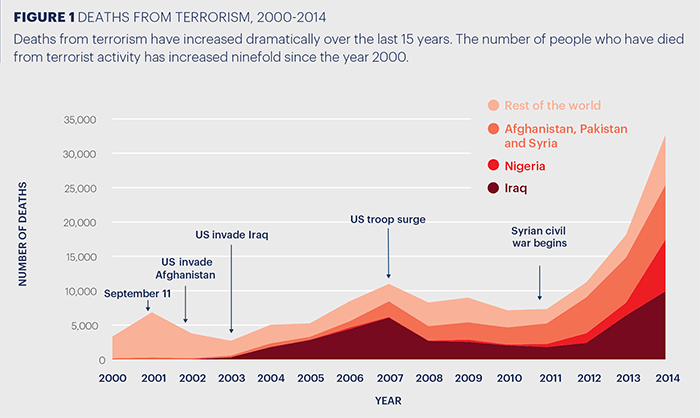 FIGURE 1 DEATHS FROM TERRORISM, 2000-2014
Deaths from terrorism have increased dramatically over the last 15 years. The number of people who have died
from terrorist activity has increased ninefold since the year 2000.
Rest of the world
Afghanistan, Pakistan
and Syria
Nigeria
Iraq
35,000
30,000
25,000
20,000
15,000
10,000
5,000
0
NUMBER OF DEATHS
September 11
US invade
Afghanistan
US invade Iraq
US troop surge
Syrian civil
war begins
2000 2001 2002 2003 2004 2005 2006 2007 2008 2009 2010 2011 2012 2013 2014
YEAR